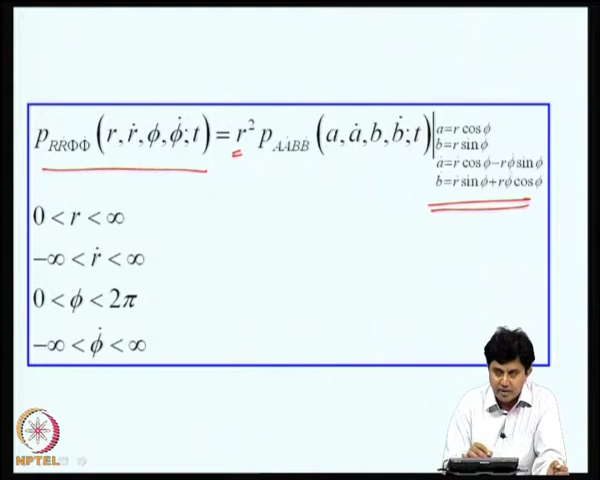 p_{RṘΦΦ̇}(r, ṙ, ϕ, ϕ̇; t) = r² p_{AȦBḂ}(a, ȧ, b, ḃ; t)|
a=r cos ϕ
b=r sin ϕ
ȧ=ṙ cos ϕ−rϕ̇ sin ϕ
ḃ=ṙ sin ϕ+rϕ̇ cos ϕ
0 < r < ∞
−∞ < ṙ < ∞
0 < ϕ < 2π
−∞ < ϕ̇ < ∞
NPTEL